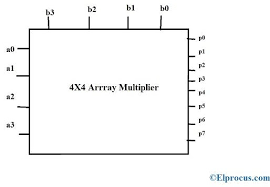 b3 b2 b1 b0
a0
a1
a2
a3
4X4 Arrray Multiplier
p0
p1
p2
p3
p4
p5
p6
p7
©Elprocus.com